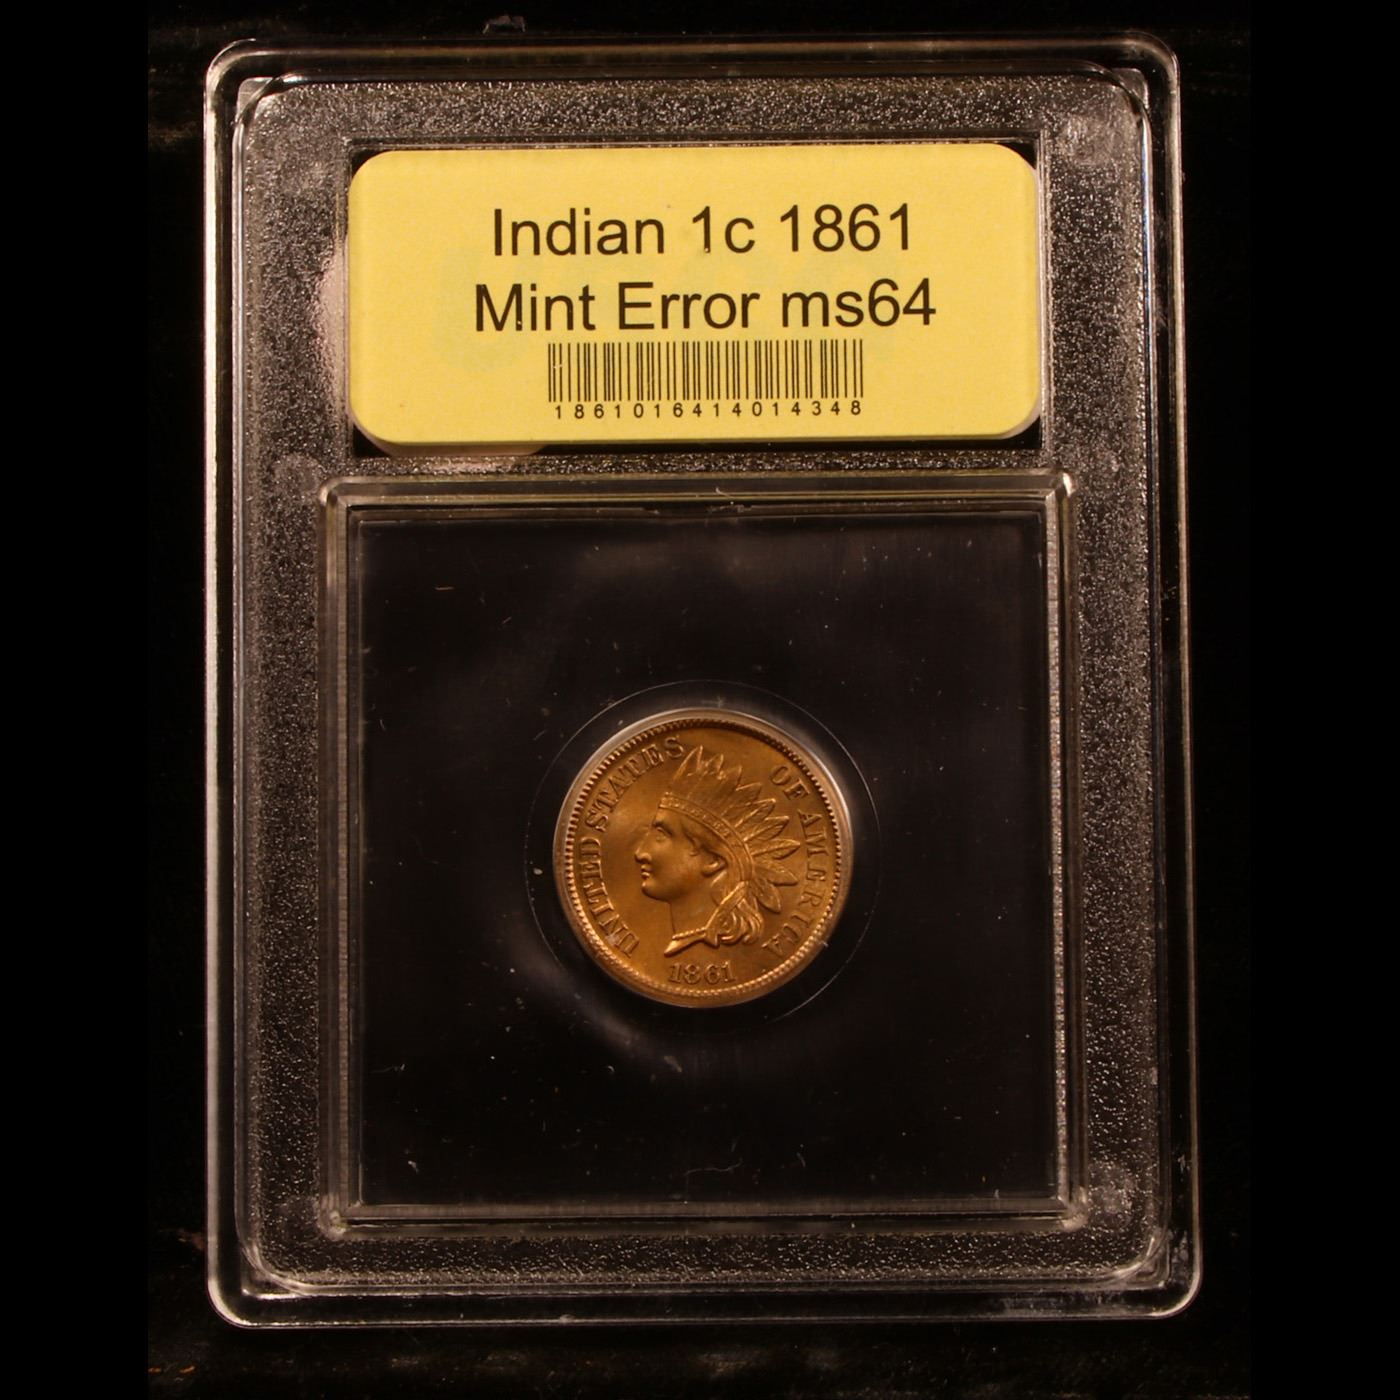 Indian 1c 1861
Mint Error ms64
1861016414014348
UNITED STATES OF AMERICA
1861